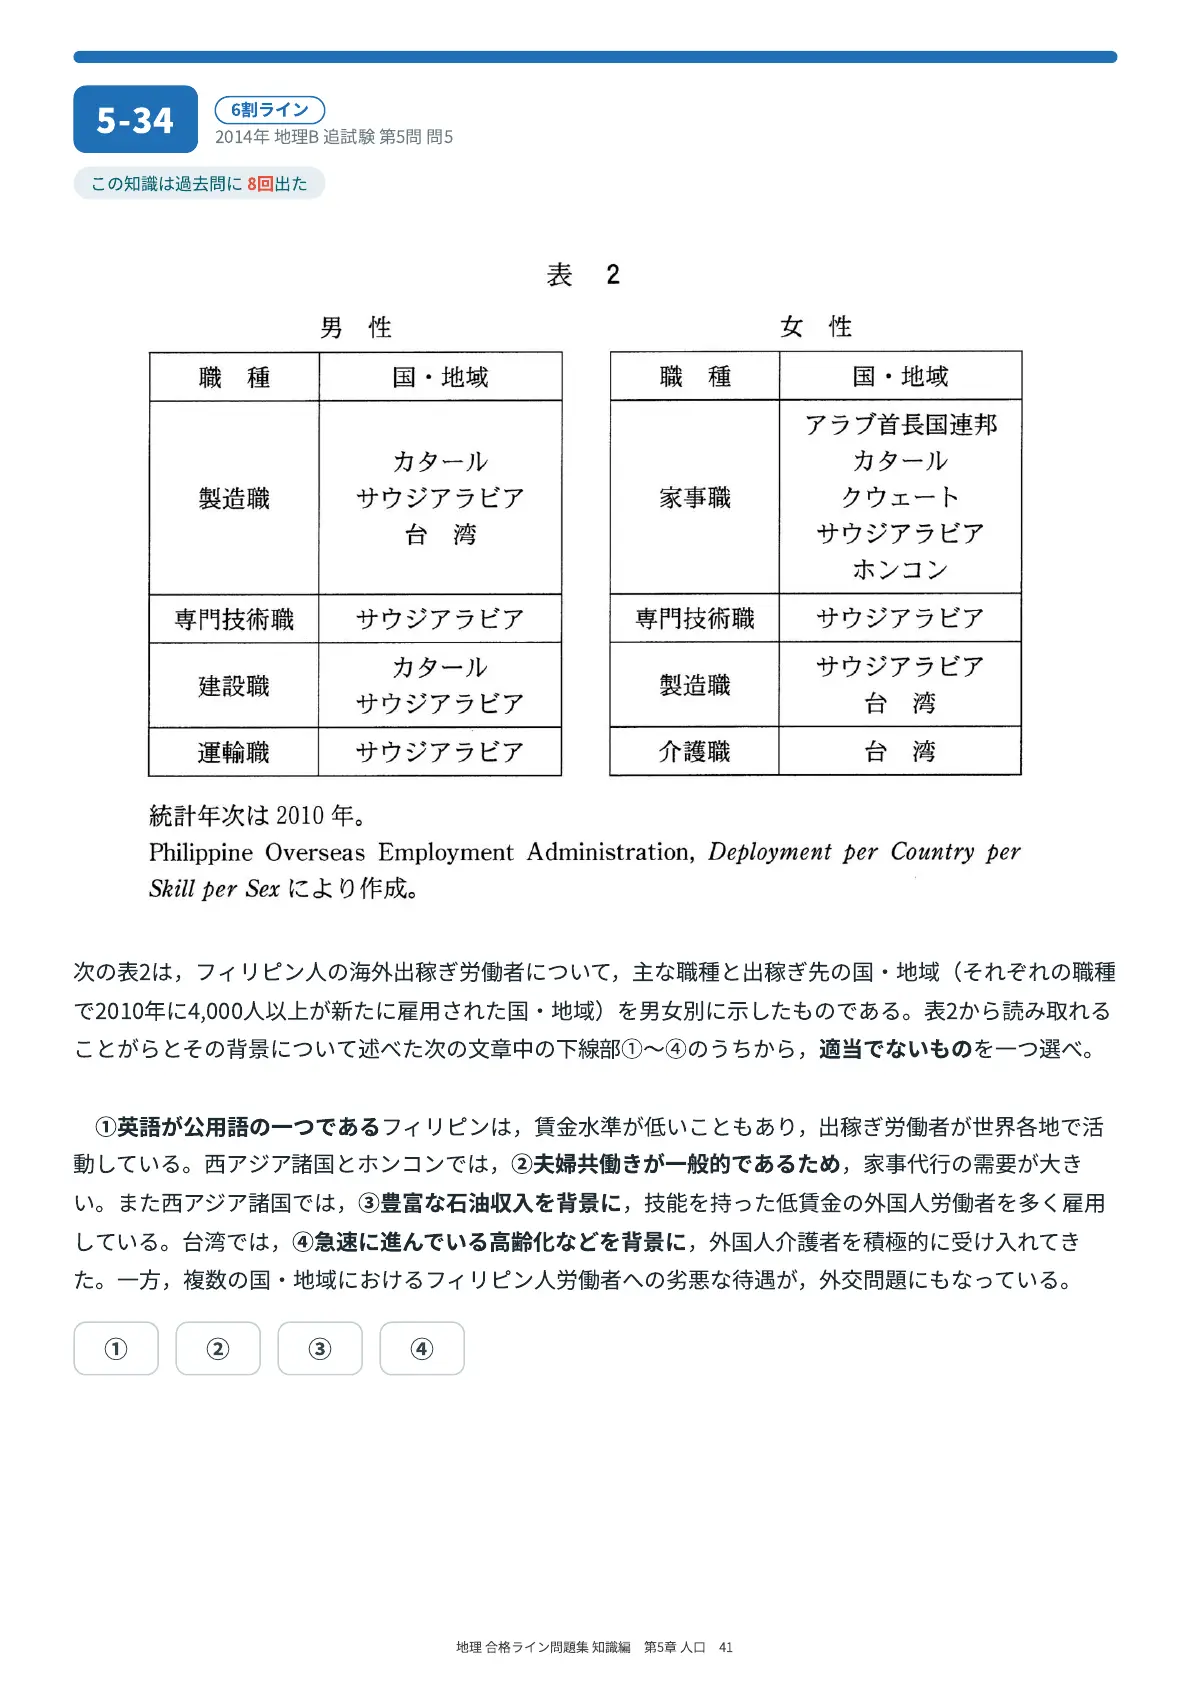 5-34
6割ライン
2014年 地理B 追試験 第5問 問5
この知識は過去問に 8回出た
表 2
男 性
職 種 国・地域
製造職 カタール
サウジアラビア
台 湾
専門技術職 サウジアラビア
建設職 カタール
サウジアラビア
運輸職 サウジアラビア
女 性
職 種 国・地域
家事職 アラブ首長国連邦
カタール
クウェート
サウジアラビア
ホンコン
専門技術職 サウジアラビア
製造職 サウジアラビア
台 湾
介護職 台 湾
統計年次は 2010 年。
Philippine Overseas Employment Administration, Deployment per Country per
Skill per Sex により作成。
次の表2は，フィリピン人の海外出稼ぎ労働者について，主な職種と出稼ぎ先の国・地域（それぞれの職種
で2010年に4,000人以上が新たに雇用された国・地域）を男女別に示したものである。表2から読み取れる
ことがらとその背景について述べた次の文章中の下線部①～④のうちから，適当でないものを一つ選べ。
①英語が公用語の一つであるフィリピンは，賃金水準が低いこともあり，出稼ぎ労働者が世界各地で活
動している。西アジア諸国とホンコンでは，②夫婦共働きが一般的であるため，家事代行の需要が大き
い。また西アジア諸国では，③豊富な石油収入を背景に，技能を持った低賃金の外国人労働者を多く雇用
している。台湾では，④急速に進んでいる高齢化などを背景に，外国人介護者を積極的に受け入れてき
た。一方，複数の国・地域におけるフィリピン人労働者への劣悪な待遇が，外交問題にもなっている。
① ② ③ ④
地理 合格ライン問題集 知識編 第5章 人口 41